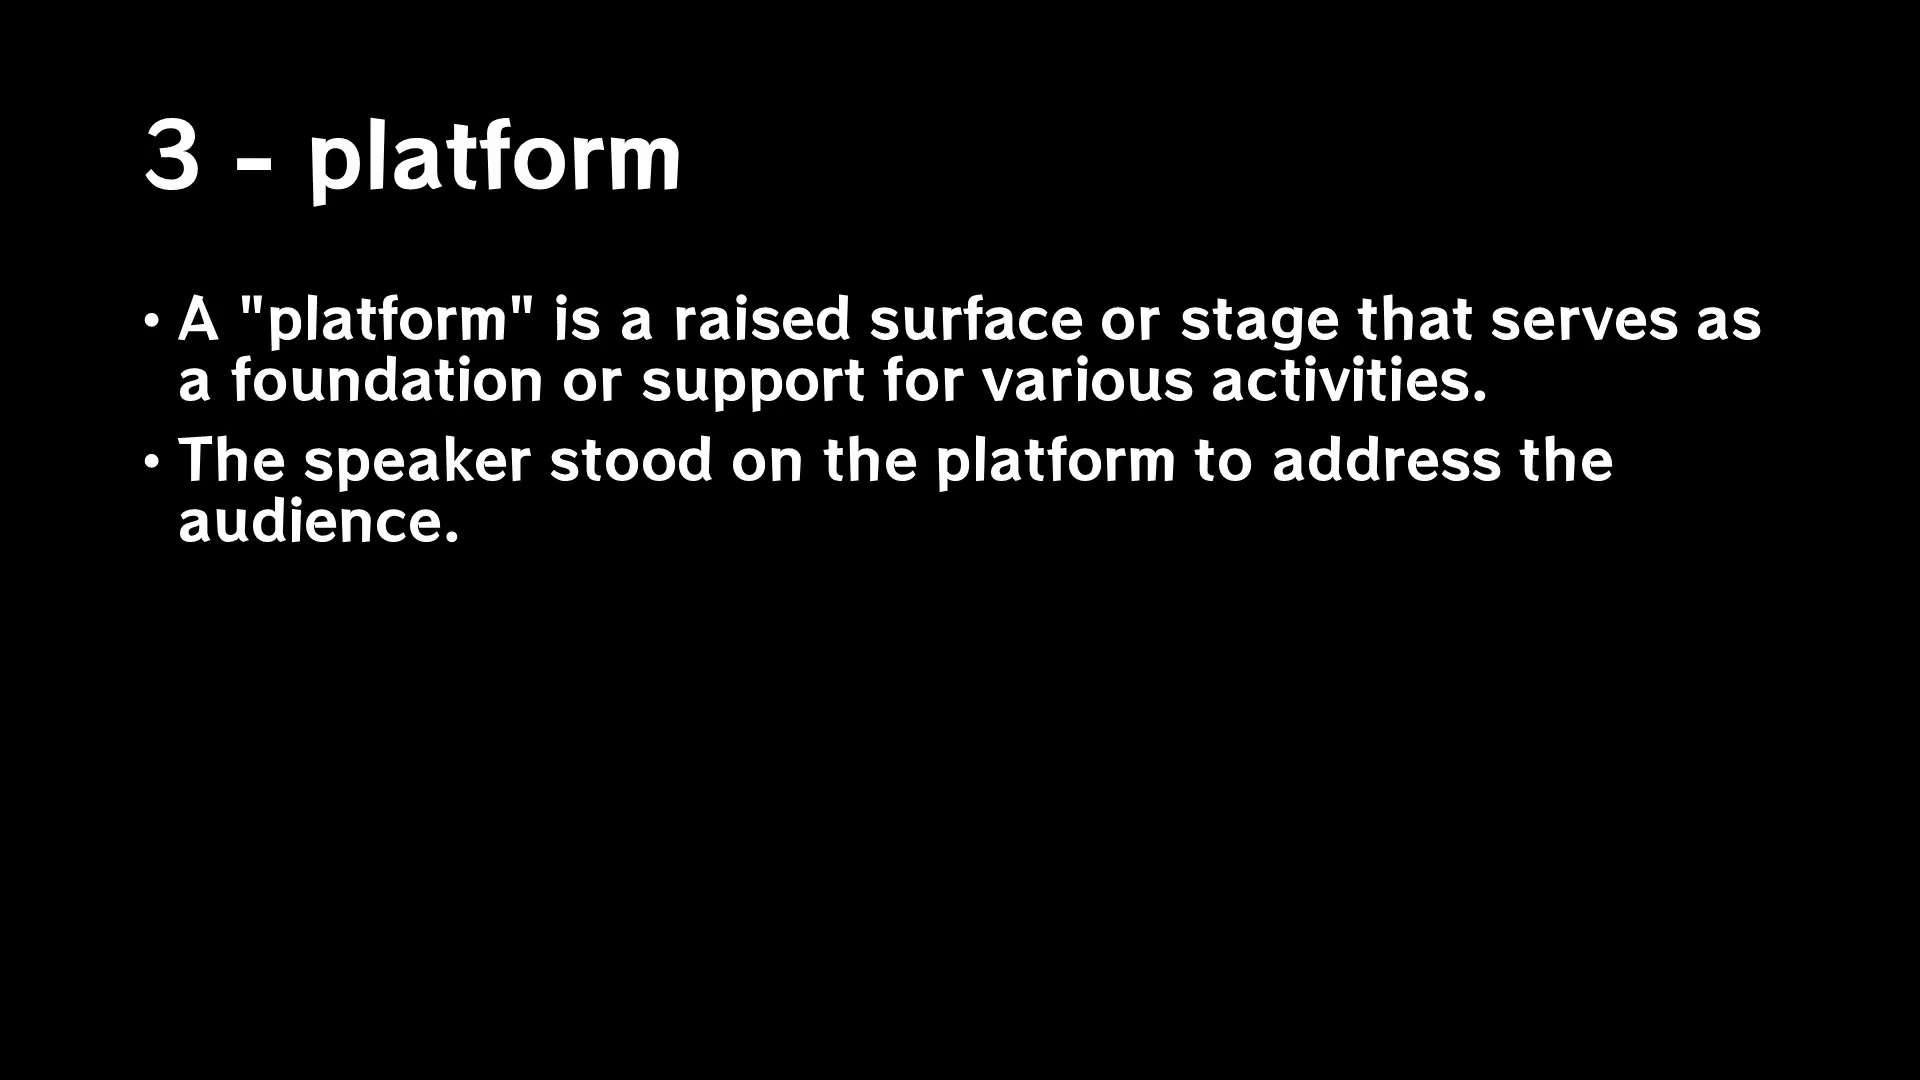 3 - platform
• A "platform" is a raised surface or stage that serves as
a foundation or support for various activities.
• The speaker stood on the platform to address the
audience.